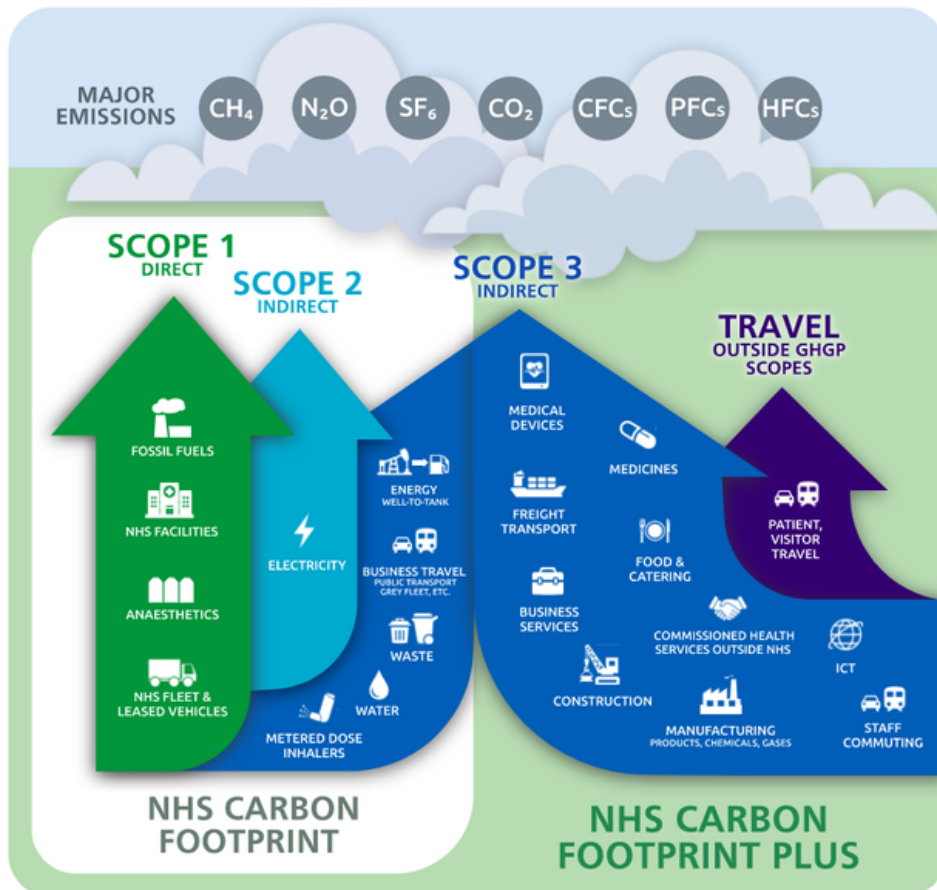 MAJOR
EMISSIONS
CH₄
N₂O
SF₆
CO₂
CFCs
PFCs
HFCs
SCOPE 1
DIRECT
SCOPE 2
INDIRECT
SCOPE 3
INDIRECT
TRAVEL
OUTSIDE GHGP
SCOPES
FOSSIL FUELS
NHS FACILITIES
ANAESTHETICS
NHS FLEET &
LEASED VEHICLES
ELECTRICITY
ENERGY
WELL-TO-TANK
BUSINESS TRAVEL
PUBLIC TRANSPORT
GREY FLEET, ETC.
WASTE
WATER
METERED DOSE
INHALERS
MEDICAL
DEVICES
MEDICINES
FREIGHT
TRANSPORT
FOOD &
CATERING
BUSINESS
SERVICES
COMMISSIONED HEALTH
SERVICES OUTSIDE NHS
CONSTRUCTION
MANUFACTURING
PRODUCTS, CHEMICALS, GASES
ICT
STAFF
COMMUTING
PATIENT,
VISITOR
TRAVEL
NHS CARBON
FOOTPRINT
NHS CARBON
FOOTPRINT PLUS